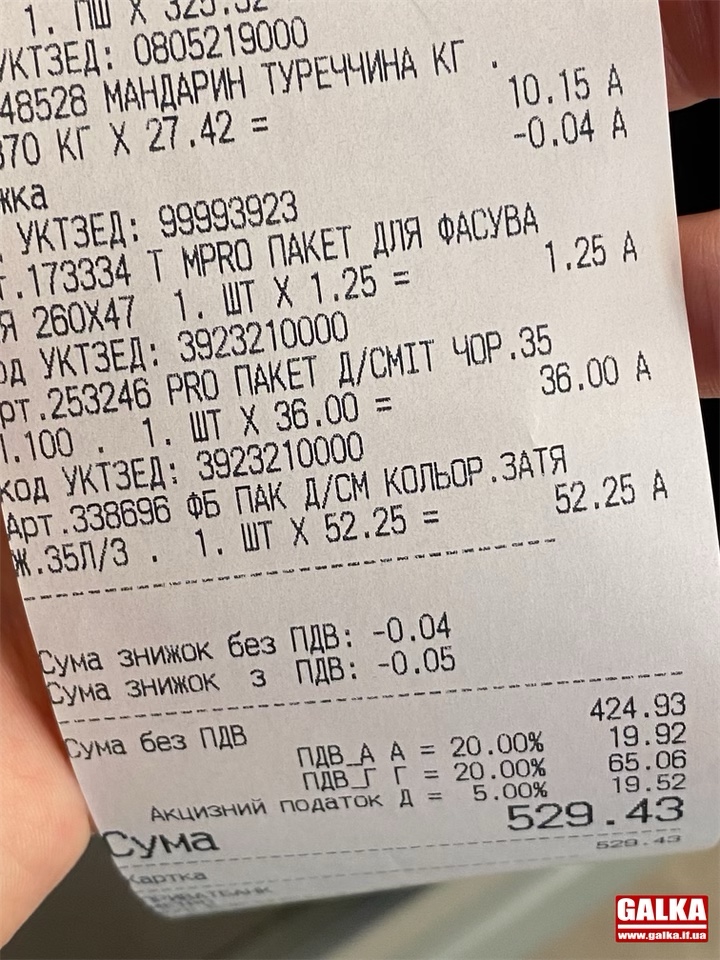 1. ПШ Х 325.52
УКТЗЕД: 0805219000
48528 МАНДАРИН ТУРЕЧЧИНА КГ .
370 КГ Х 27.42 = 10.15 А
жка -0.04 А
. УКТЗЕД: 99993923
т.173334 Т MPRO ПАКЕТ ДЛЯ ФАСУВА
Я 260Х47 1. ШТ Х 1.25 = 1.25 А
од УКТЗЕД: 3923210000
рт.253246 PRO ПАКЕТ Д/СМІТ ЧОР.35
л.100 . 1. ШТ Х 36.00 = 36.00 А
код УКТЗЕД: 3923210000
Арт.338696 ФБ ПАК Д/СМ КОЛЬОР.ЗАТЯ
Ж.35Л/3 . 1. ШТ Х 52.25 = 52.25 А
Сума знижок без ПДВ: -0.04
Сума знижок з ПДВ: -0.05
Сума без ПДВ 424.93
ПДВ_А А = 20.00% 19.92
ПДВ_Г Г = 20.00% 65.06
Акцизний податок Д = 5.00% 19.52
Сума 529.43
Картка 529.43
GALKA
www.galka.if.ua